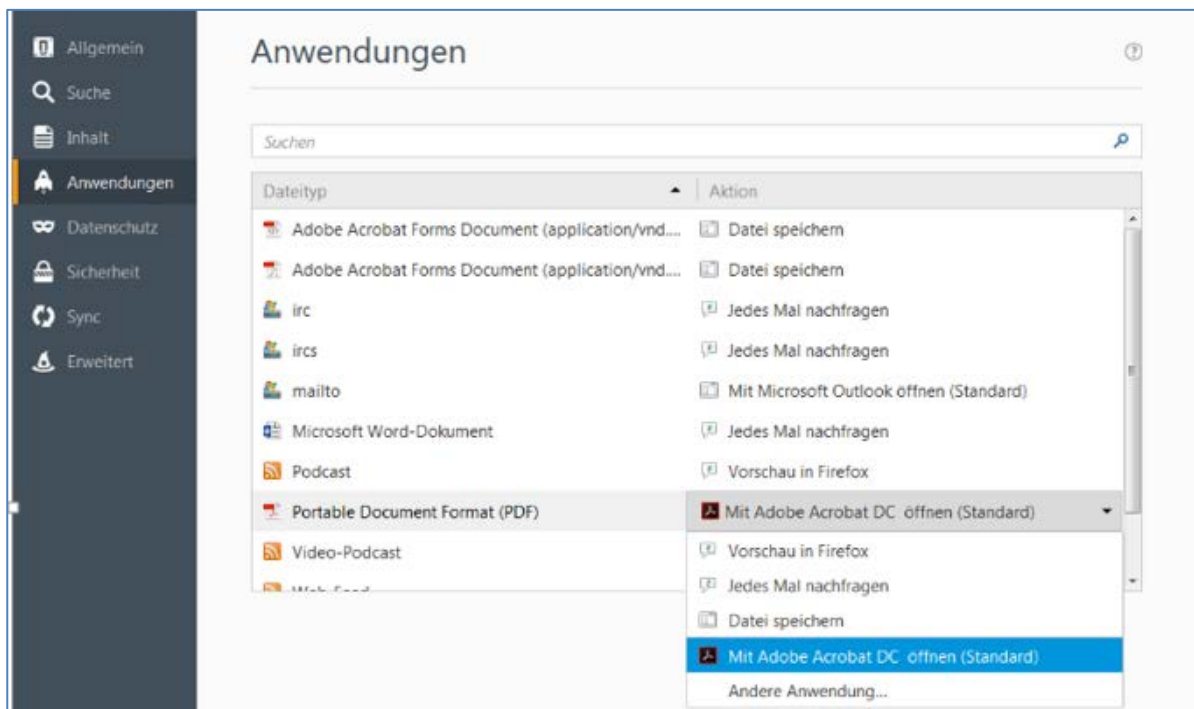 Allgemein
Suche
Inhalt
Anwendungen
Datenschutz
Sicherheit
Sync
Erweitert
Anwendungen
Suchen
Dateityp Aktion
Adobe Acrobat Forms Document (application/vnd.... Datei speichern
Adobe Acrobat Forms Document (application/vnd.... Datei speichern
irc Jedes Mal nachfragen
ircs Jedes Mal nachfragen
mailto Mit Microsoft Outlook öffnen (Standard)
Microsoft Word-Dokument Jedes Mal nachfragen
Podcast Vorschau in Firefox
Portable Document Format (PDF) Mit Adobe Acrobat DC öffnen (Standard)
Video-Podcast Vorschau in Firefox
Jedes Mal nachfragen
Datei speichern
Mit Adobe Acrobat DC öffnen (Standard)
Andere Anwendung...